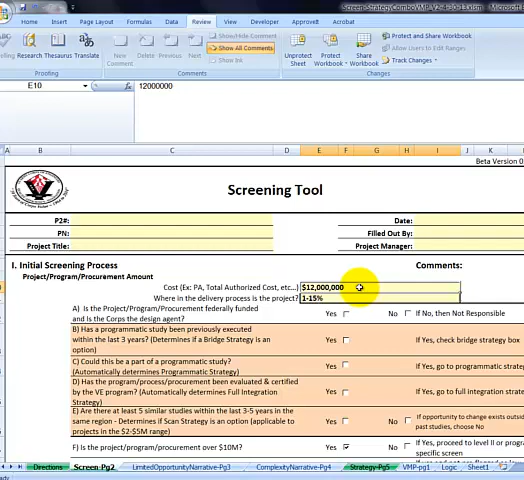 Screen-StrategyComboVMP_V2-4-3-13.xlsm
Home Insert Page Layout Formulas Data Review View Developer Approve Acrobat
Research Thesaurus Translate
Proofing
New Comment Delete Previous Next
Show/Hide Comment
Show All Comments
Show Ink
Comments
Unprotect Sheet Protect Workbook Share Workbook
Protect and Share Workbook
Allow Users to Edit Ranges
Track Changes
Changes
E10 12000000
A B C D E F G H I J K L
Beta Version 0
Screening Tool
P2#: Date:
PN: Filled Out By:
Project Title: Project Manager:
I. Initial Screening Process Comments:
Project/Program/Procurement Amount
Cost (Ex: PA, Total Authorized Cost, etc...) $12,000,000
Where in the delivery process is the project? 1-15%
A) Is the Project/Program/Procurement federally funded and Is the Corps the design agent? Yes No If No, then Not Responsible
B) Has a programmatic study been previously executed within the last 3 years? (Determines if a Bridge Strategy is an option) Yes If Yes, check bridge strategy box
C) Could this be a part of a programmatic study? (Automatically determines Programmatic Strategy) Yes If Yes, go to programmatic strate
D) Has the program/process/procurement been evaluated & certified by the VE program? (Automatically determines Full Integration Strategy) Yes If Yes, go to full integration strate
E) Are there at least 5 similar studies within the last 3-5 years in the same region - Determines if Scan Strategy is an option (applicable to projects in the $2-$5M range) Yes No If opportunity to change exists outsid past studies, choose No
F) Is the project/program/procurement over $10M? Yes No If Yes, proceed to level II or progr specific screen
Directions Screen-Pg2 LimitedOpportunityNarrative-Pg3 ComplexityNarrative-Pg4 Strategy-Pg5 VMP-pg1 Logic Sheet1